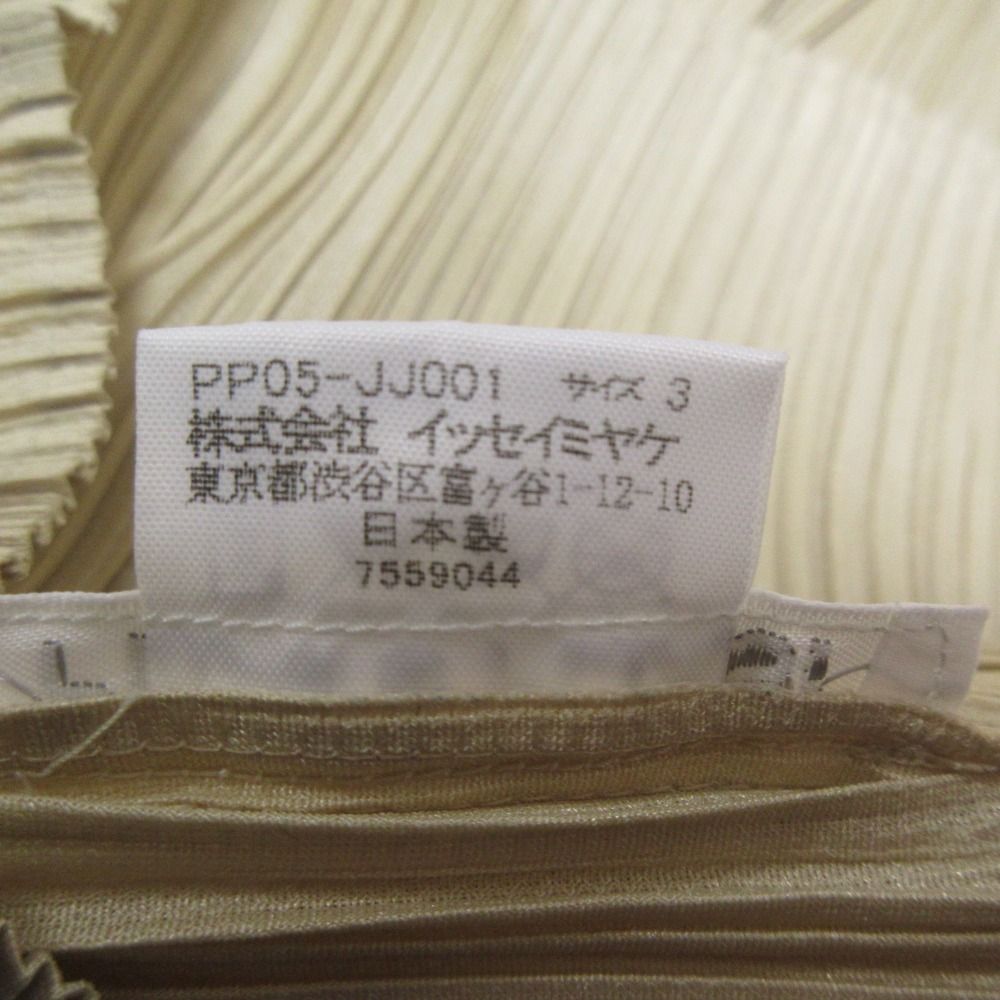 PP05-JJ001 サイズ 3
株式会社 イッセイミヤケ
東京都渋谷区富ヶ谷1-12-10
日本製
7559044